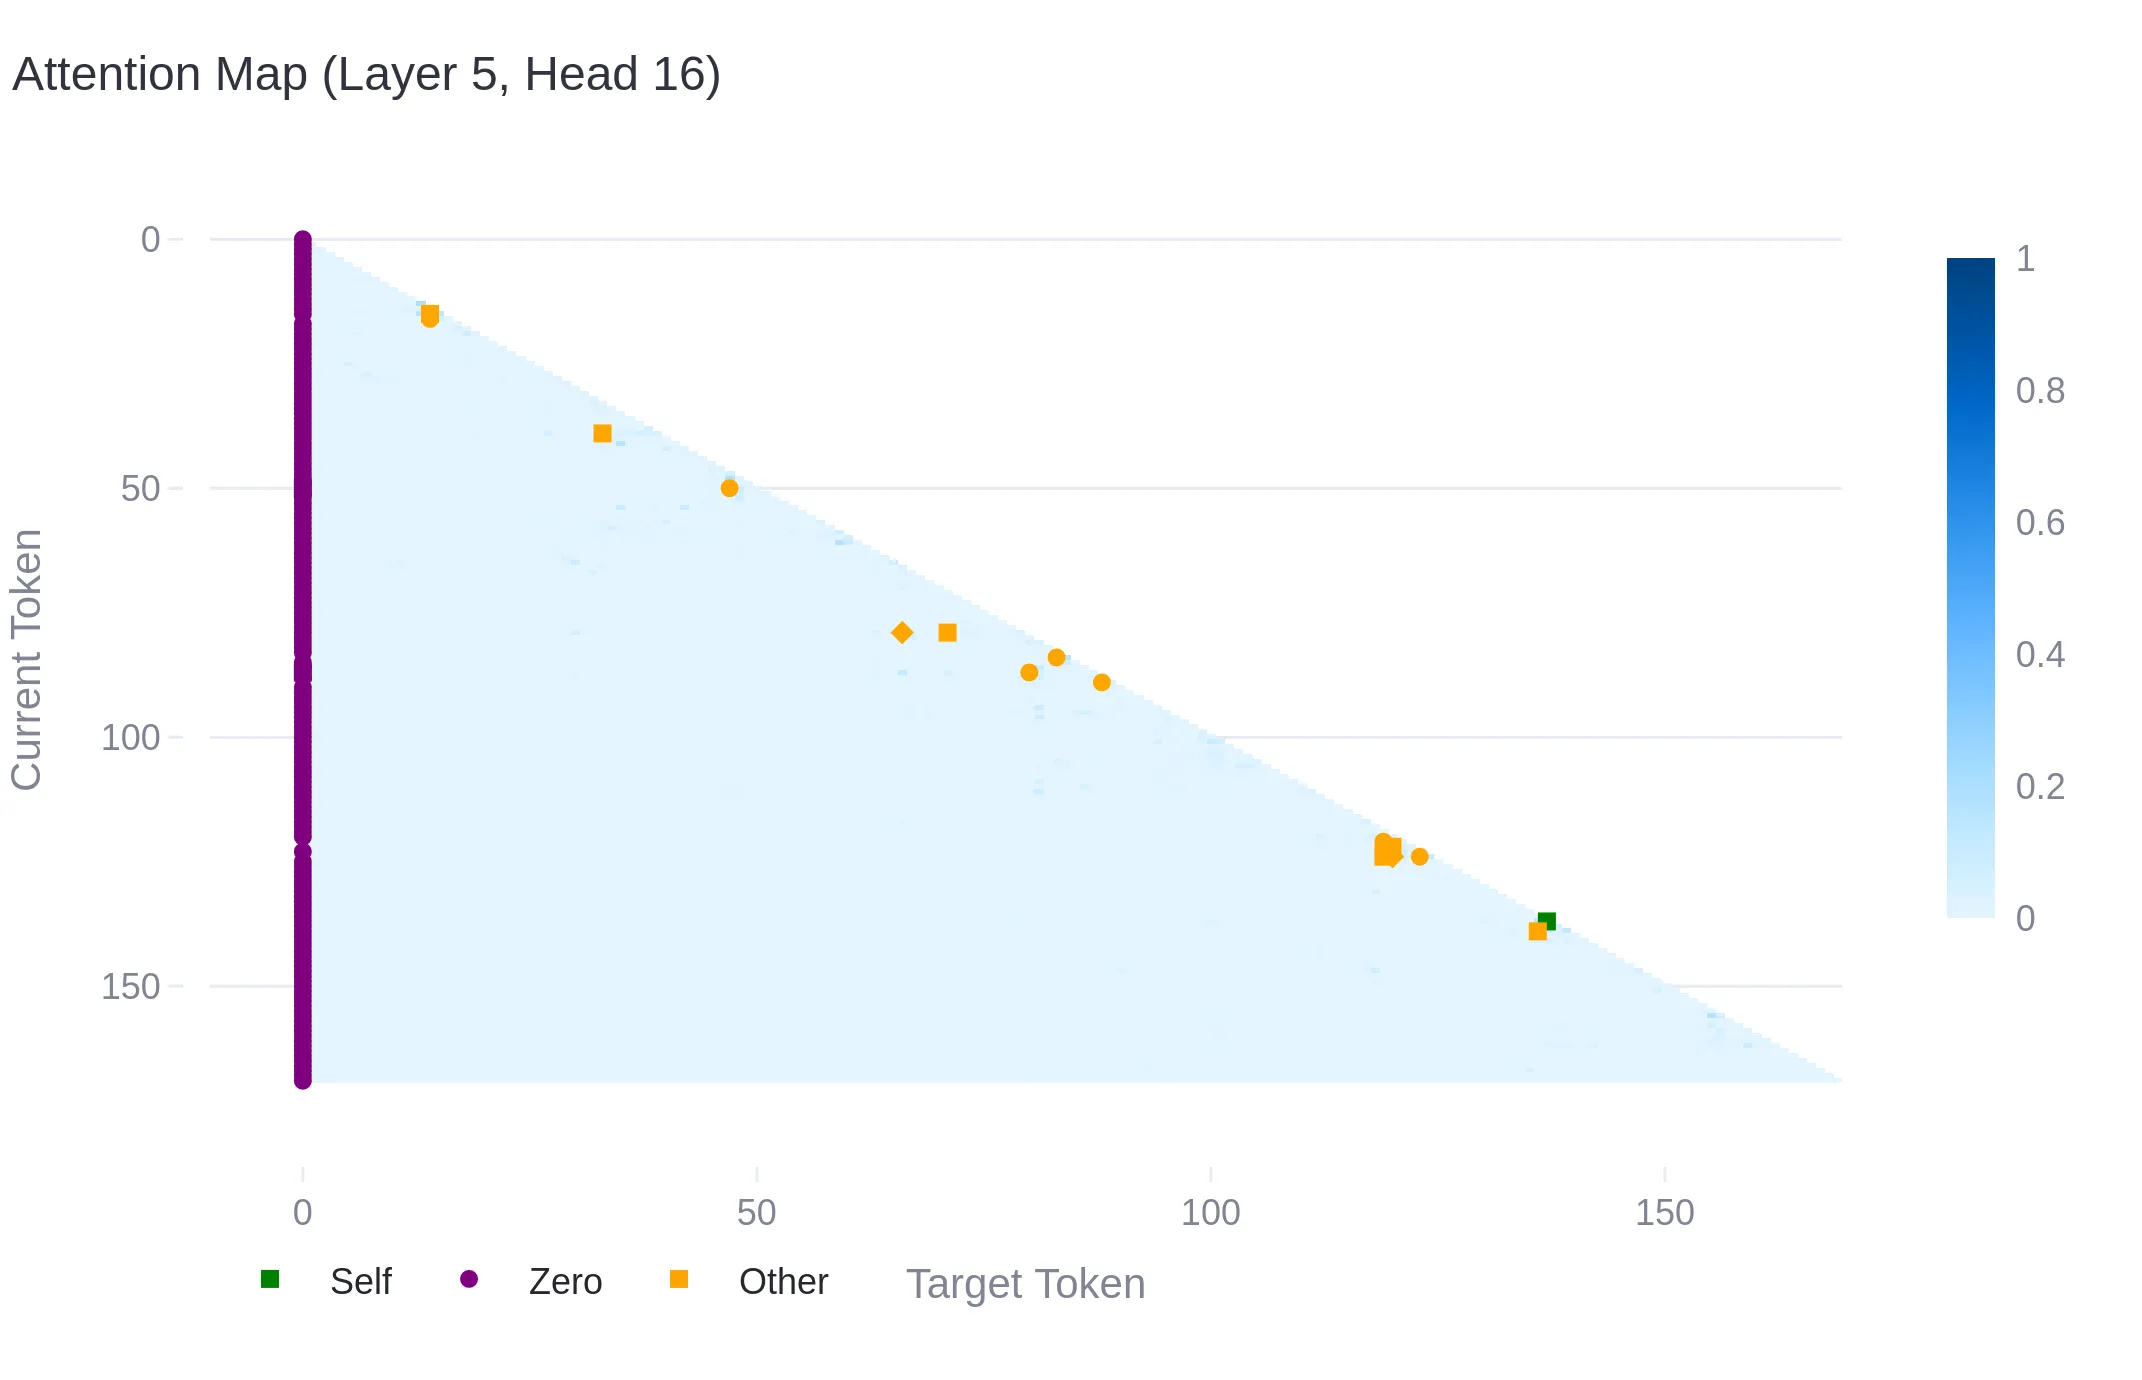 Attention Map (Layer 5, Head 16)
0
50
100
150
Current Token
1
0.8
0.6
0.4
0.2
0
0 50 100 150
Self Zero Other
Target Token